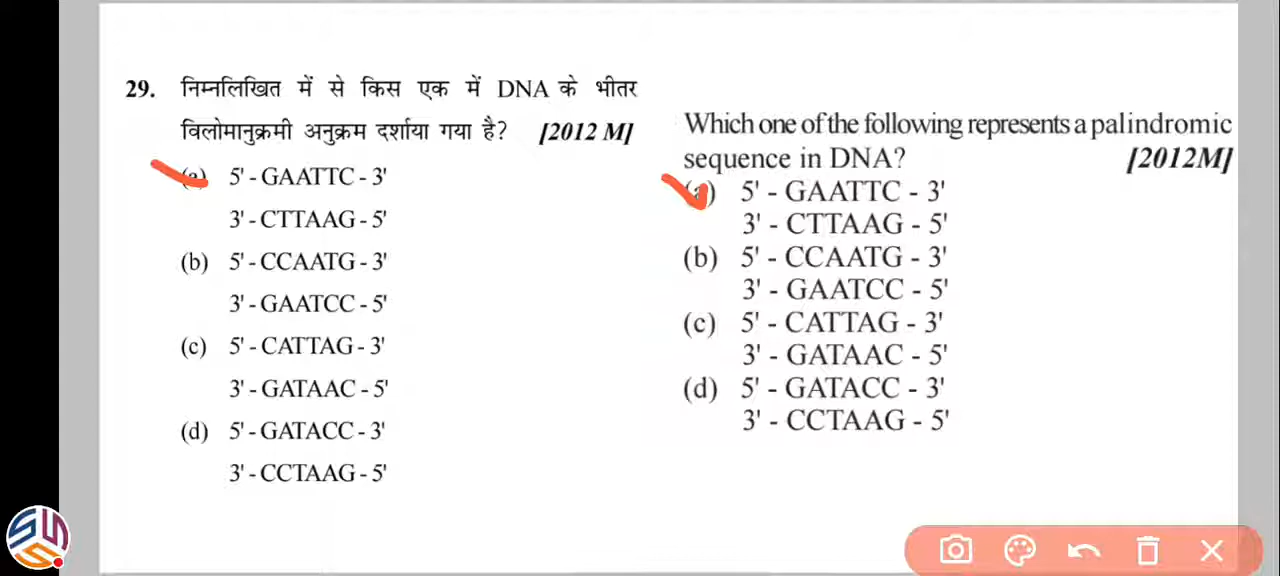 29. निम्नलिखित में से किस एक में DNA के भीतर
विलोमानुक्रमी अनुक्रम दर्शाया गया है? [2012 M]
(a) 5' - GAATTC - 3'
3' - CTTAAG - 5'
(b) 5' - CCAATG - 3'
3' - GAATCC - 5'
(c) 5' - CATTAG - 3'
3' - GATAAC - 5'
(d) 5' - GATACC - 3'
3' - CCTAAG - 5'
Which one of the following represents a palindromic
sequence in DNA? [2012M]
(a) 5' - GAATTC - 3'
3' - CTTAAG - 5'
(b) 5' - CCAATG - 3'
3' - GAATCC - 5'
(c) 5' - CATTAG - 3'
3' - GATAAC - 5'
(d) 5' - GATACC - 3'
3' - CCTAAG - 5'